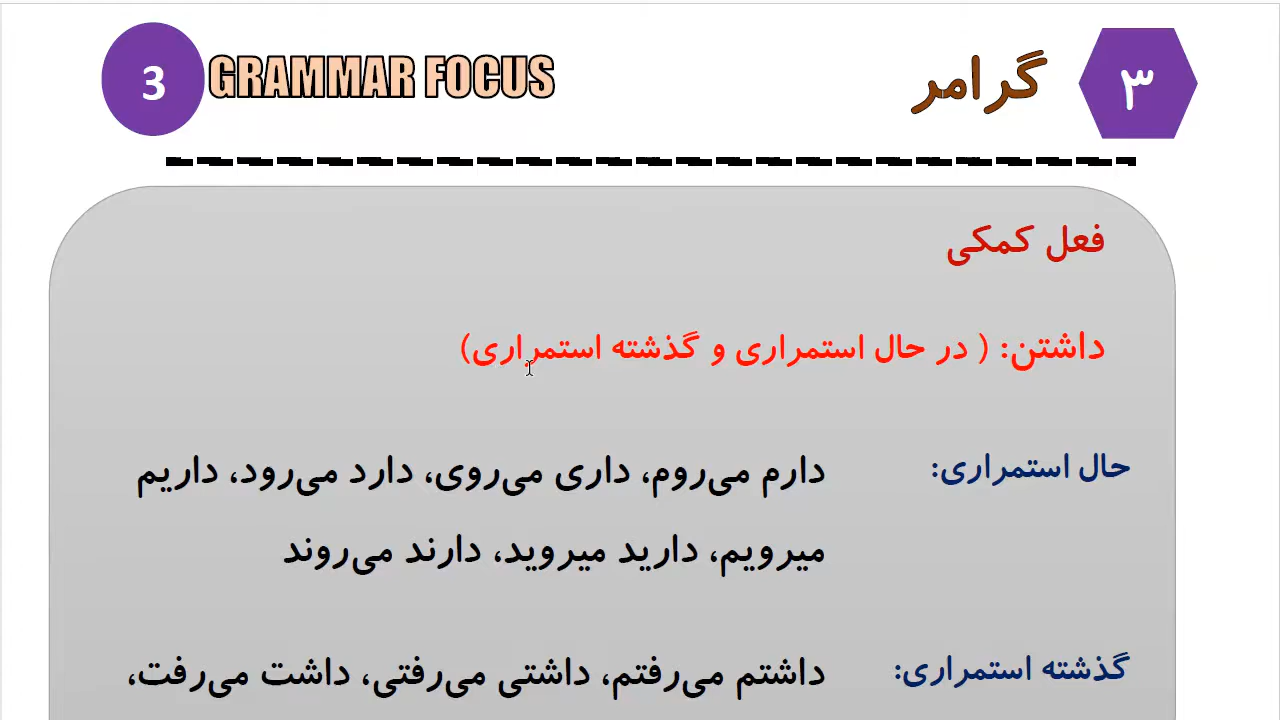 3 GRAMMAR FOCUS
۳ گرامر
فعل کمکی
داشتن: ( در حال استمراری و گذشته استمراری)
حال استمراری: دارم می‌روم، داری می‌روی، دارد می‌رود، داریم
میرویم، دارید میروید، دارند می‌روند
گذشته استمراری: داشتم می‌رفتم، داشتی می‌رفتی، داشت می‌رفت،